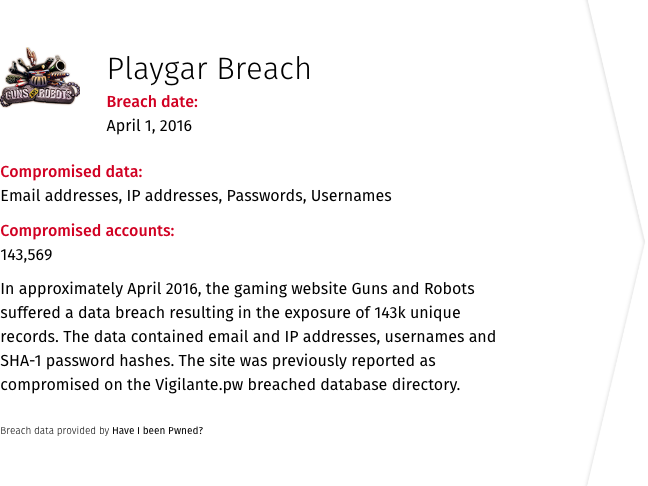 GUNS & ROBOTS
Playgar Breach
Breach date:
April 1, 2016
Compromised data:
Email addresses, IP addresses, Passwords, Usernames
Compromised accounts:
143,569
In approximately April 2016, the gaming website Guns and Robots
suffered a data breach resulting in the exposure of 143k unique
records. The data contained email and IP addresses, usernames and
SHA-1 password hashes. The site was previously reported as
compromised on the Vigilante.pw breached database directory.
Breach data provided by Have I been Pwned?